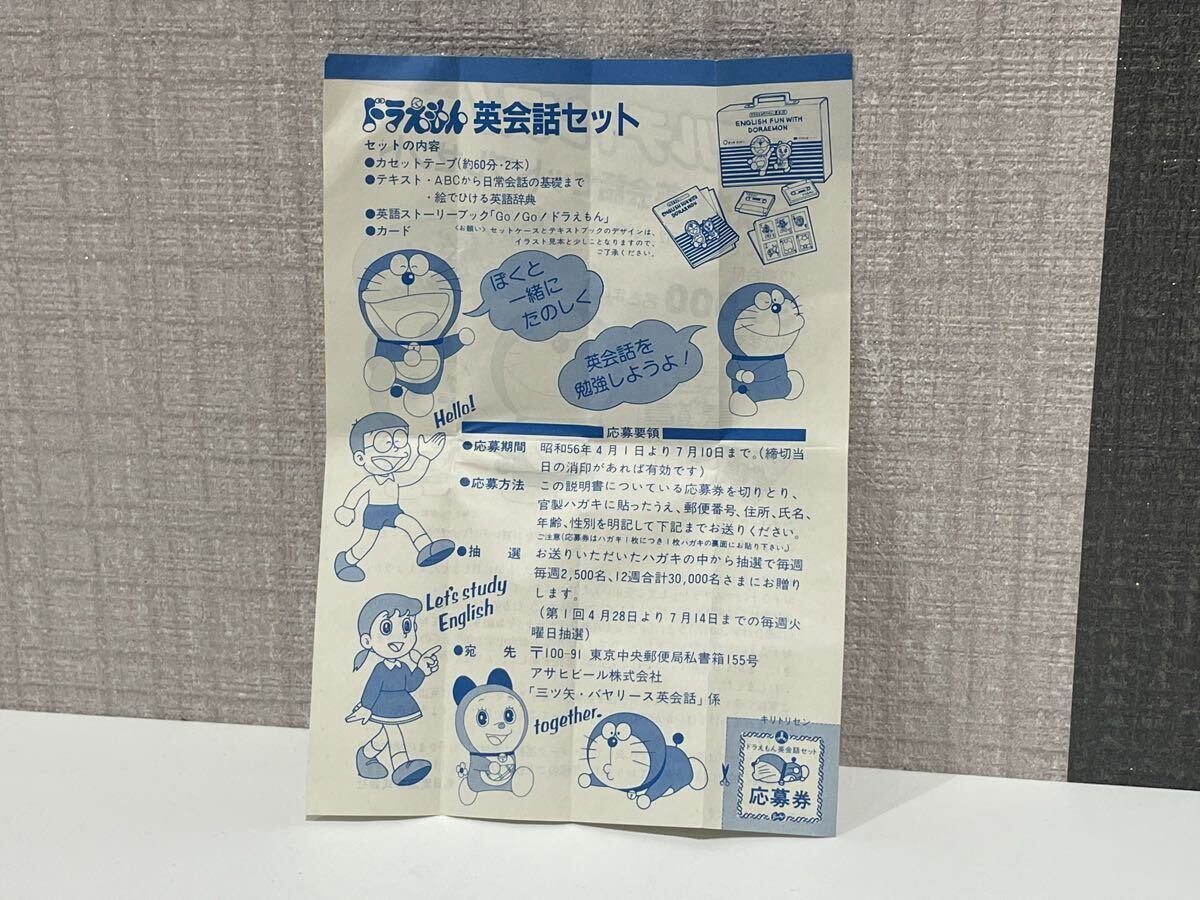 ドラえもん 英会話セット
セットの内容
●カセットテープ(約60分・2本)
●テキスト・ABCから日常会話の基礎まで
・絵でひける英語辞典
●英語ストーリーブック「Go!Go!ドラえもん」
●カード
〈お願い〉セットケースとテキストブックのデザインは、
イラスト見本と少しことなりますので、
ご了承ください。
ENGLISH FUN WITH
DORAEMON
ENGLISH FUN WITH
DORAEMON
ぼくと
一緒に
たのしく
英会話を
勉強しようよ!
Hello!
応募要領
●応募期間 昭和56年4月1日より7月10日まで。(締切当
日の消印があれば有効です)
●応募方法 この説明書についている応募券を切りとり、
官製ハガキに貼ったうえ、郵便番号、住所、氏名、
年齢、性別を明記して下記までお送りください。
ご注意(応募券はハガキ1枚につき1枚ハガキの裏面にお貼り下さい。)
●抽選 お送りいただいたハガキの中から抽選で毎週
毎週2,500名、12週合計30,000名さまにお贈り
します。
(第1回4月28日より7月14日までの毎週火
曜日抽選)
●宛先 〒100-91 東京中央郵便局私書箱155号
アサヒビール株式会社
「三ツ矢・バヤリース英会話」係
Let's study
English
together.
キリトリセン
ドラえもん英会話セット
応募券